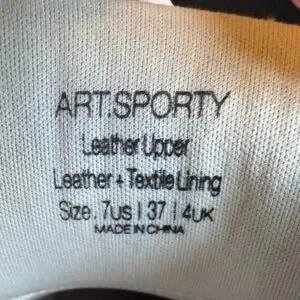 ART.SPORTY
Leather Upper
Leather + Textile Lining
Size: 7us | 37 | 4UK
MADE IN CHINA